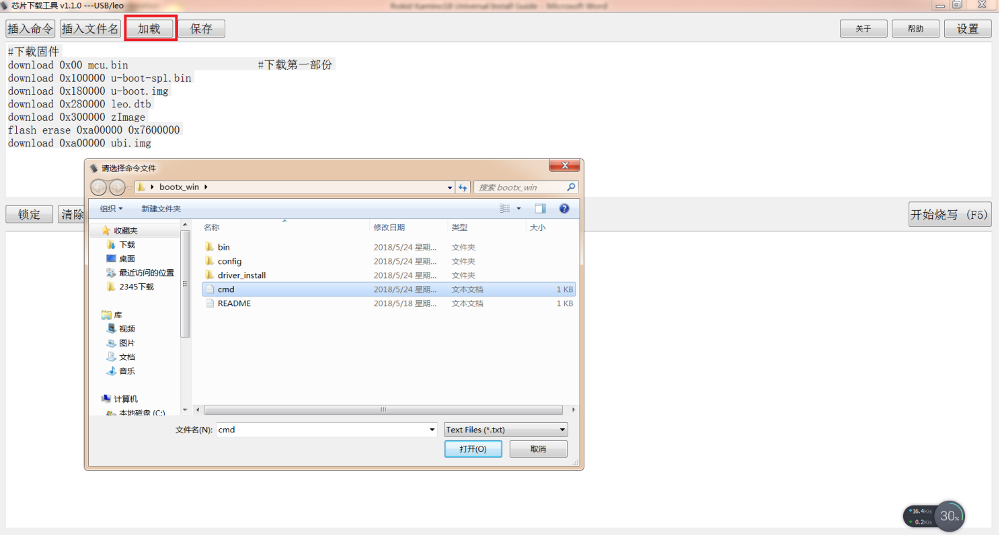 芯片下载工具 v1.1.0 ---USB/leo
Rokid Kamino18 Universal Install Guide - Microsoft Word
插入命令 插入文件名 加载 保存 关于 帮助 设置
#下载固件
download 0x00 mcu.bin #下载第一部份
download 0x100000 u-boot-spl.bin
download 0x180000 u-boot.img
download 0x280000 leo.dtb
download 0x300000 zImage
flash erase 0xa00000 0x7600000
download 0xa00000 ubi.img
请选择命令文件
bootx_win 搜索 bootx_win
组织 新建文件夹
锁定 清除 开始烧写 (F5)
名称 修改日期 类型 大小
收藏夹
下载
桌面
最近访问的位置
2345下载
库
视频
图片
文档
音乐
计算机
本地磁盘 (C:)
bin 2018/5/24 星期... 文件夹
config 2018/5/24 星期... 文件夹
driver_install 2018/5/24 星期... 文件夹
cmd 2018/5/24 星期... 文本文档 1 KB
README 2018/5/18 星期... 文本文档 1 KB
文件名(N): cmd Text Files (*.txt)
打开(O) 取消
16.4K/s
0.2K/s
30%